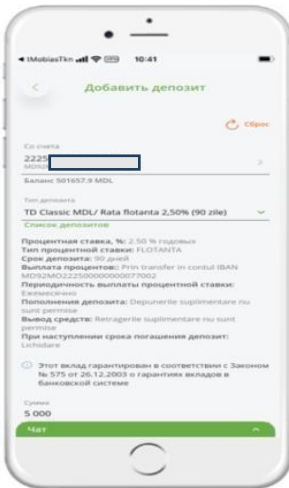 IMobiasTkn
10:41
Добавить депозит
Сброс
Со счета
2225
Баланс 501657.9 MDL
Тип депозита
TD Classic MDL/ Rata flotanta 2,50% (90 zile)
Список депозитов
Процентная ставка, %: 2.50 % годовых
Тип процентной ставки: FLOTANTA
Срок депозита: 90 дней
Выплата процентов:: Prin transfer in contul IBAN
Периодичность выплаты процентной ставки:
Ежемесячно
Пополнения депозита: Depunerile suplimentare nu
sunt permise
Вывод средств: Retragerile suplimentare nu sunt
permise
При наступлении срока погашения депозит:
Lichidare
Этот вклад гарантирован в соответствии с Законом
№ 575 от 26.12.2003 о гарантиях вкладов в
банковской системе
Сумма
5 000
Чат